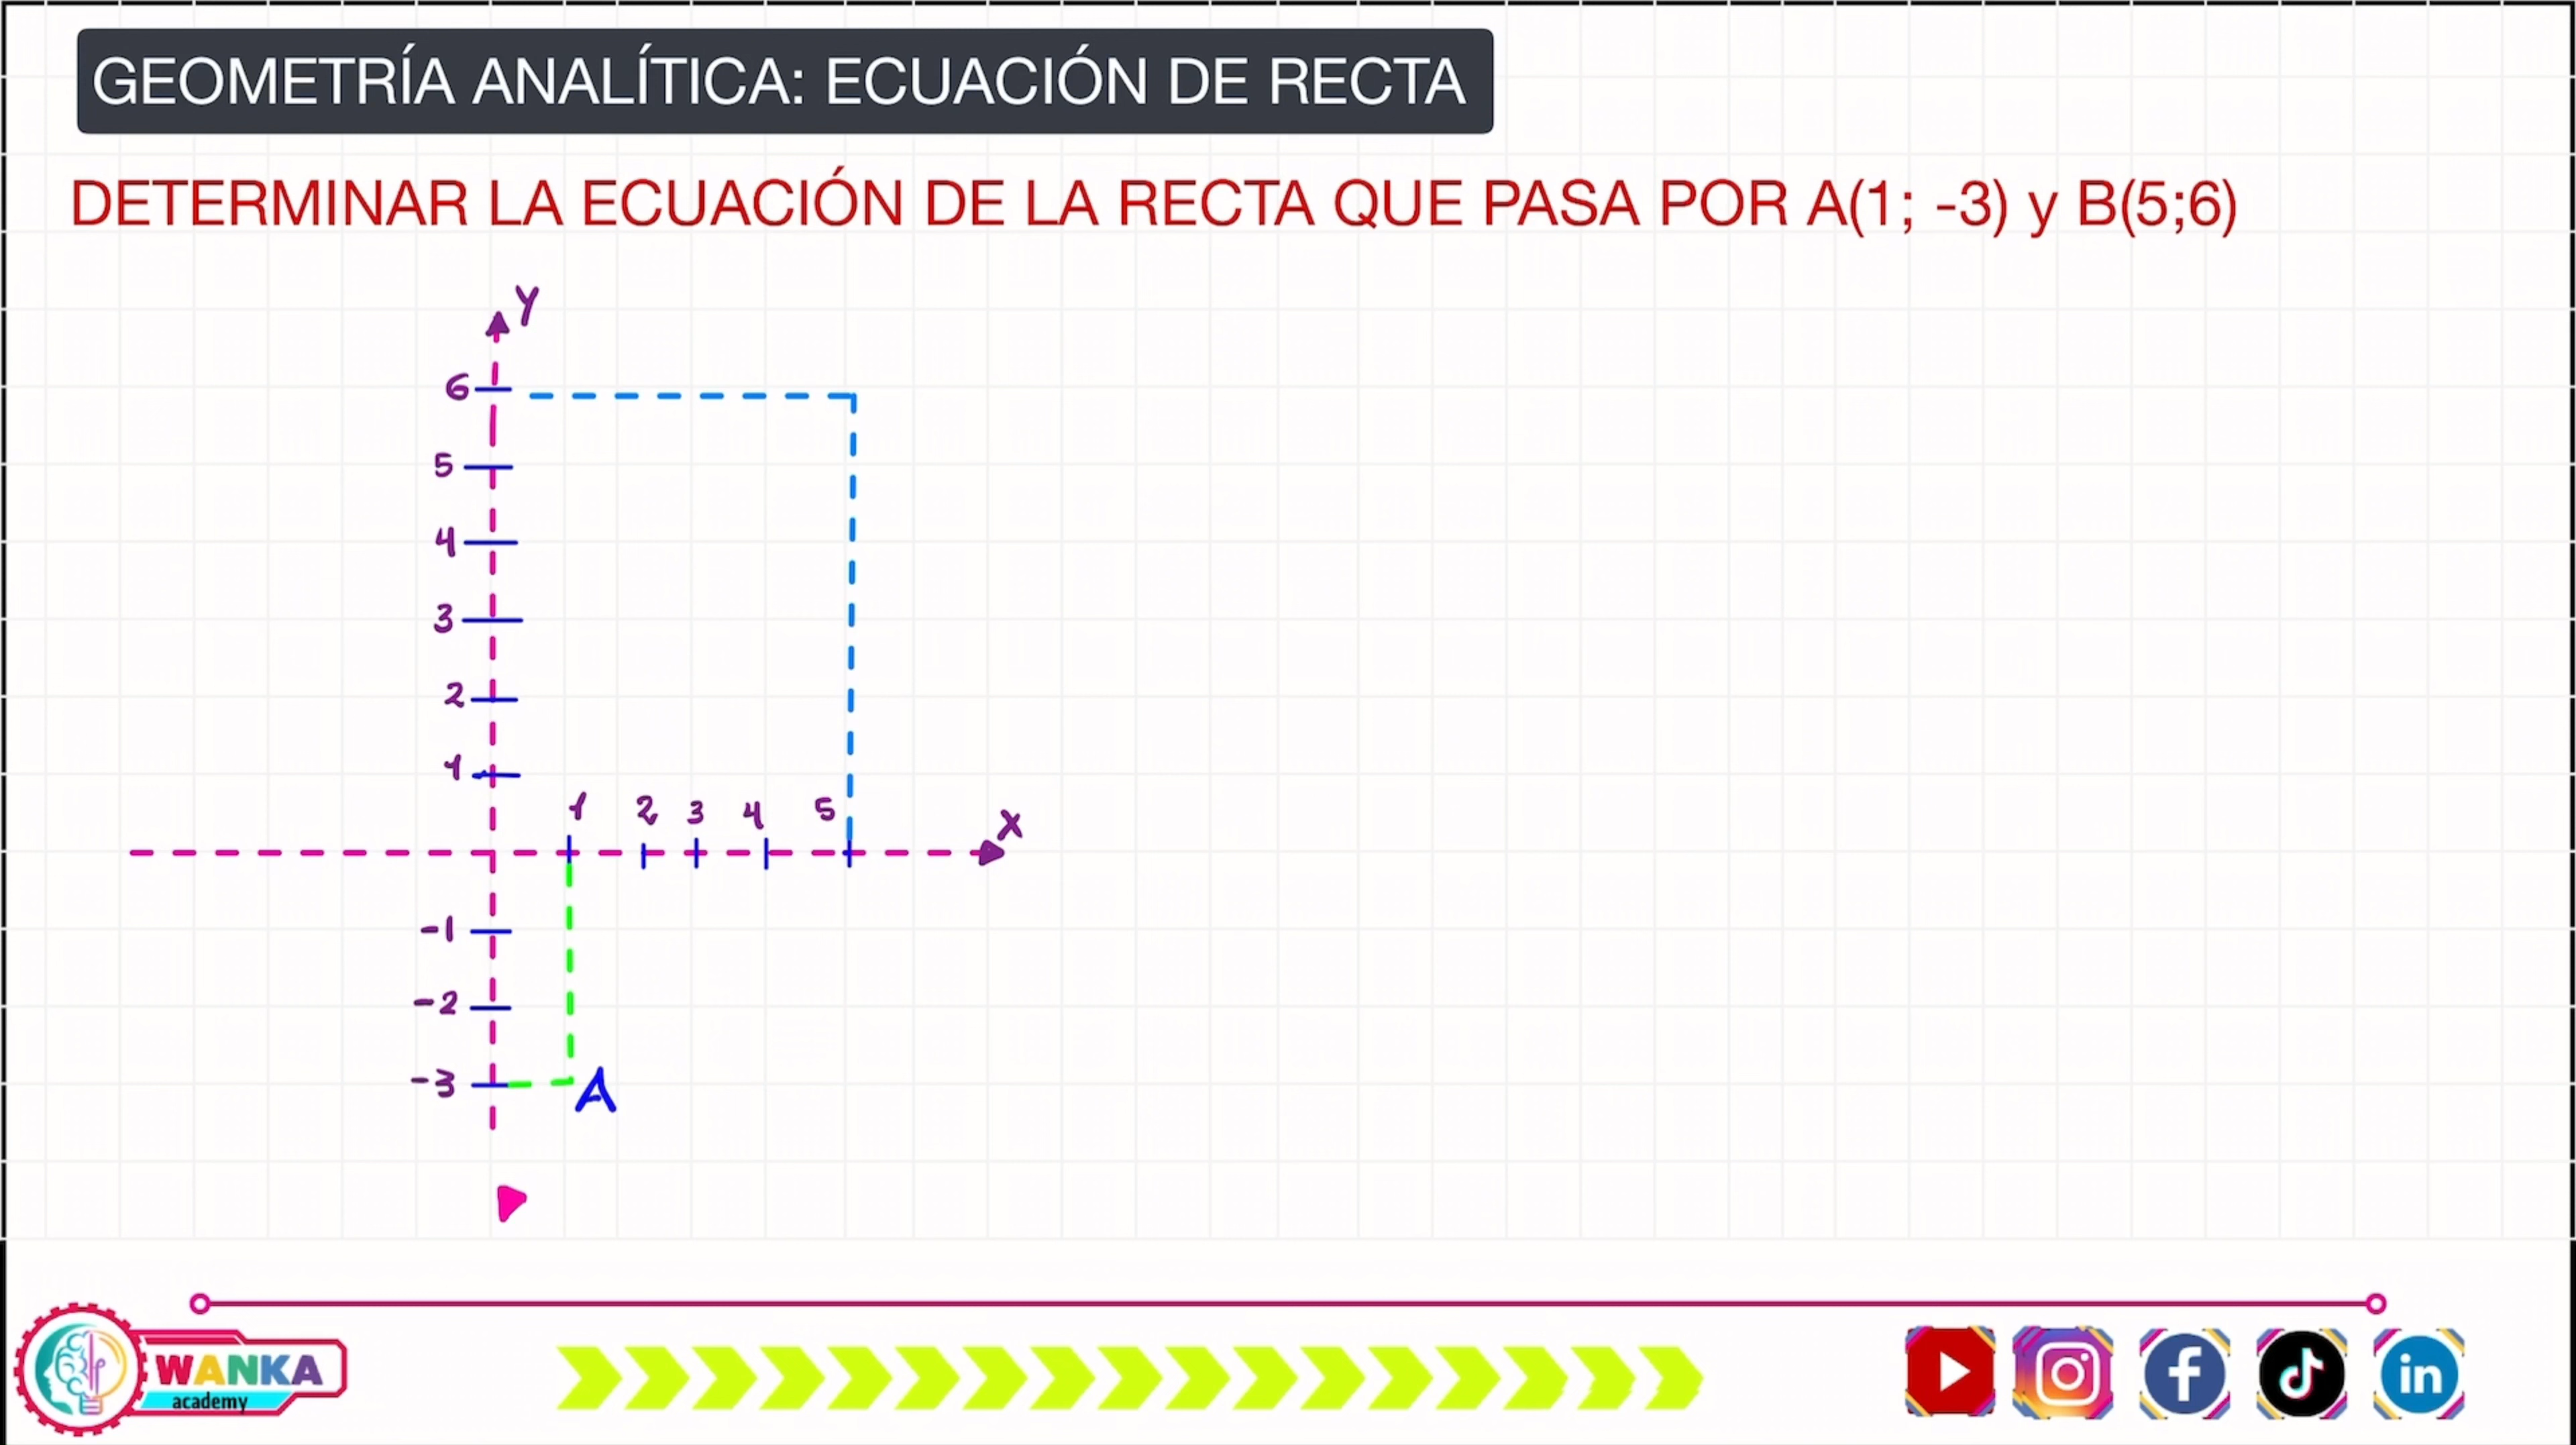 GEOMETRÍA ANALÍTICA: ECUACIÓN DE RECTA
DETERMINAR LA ECUACIÓN DE LA RECTA QUE PASA POR A(1; -3) y B(5;6)
Y
6
5
4
3
2
1
1 2 3 4 5
X
-1
-2
-3
A
WANKA
academy
in